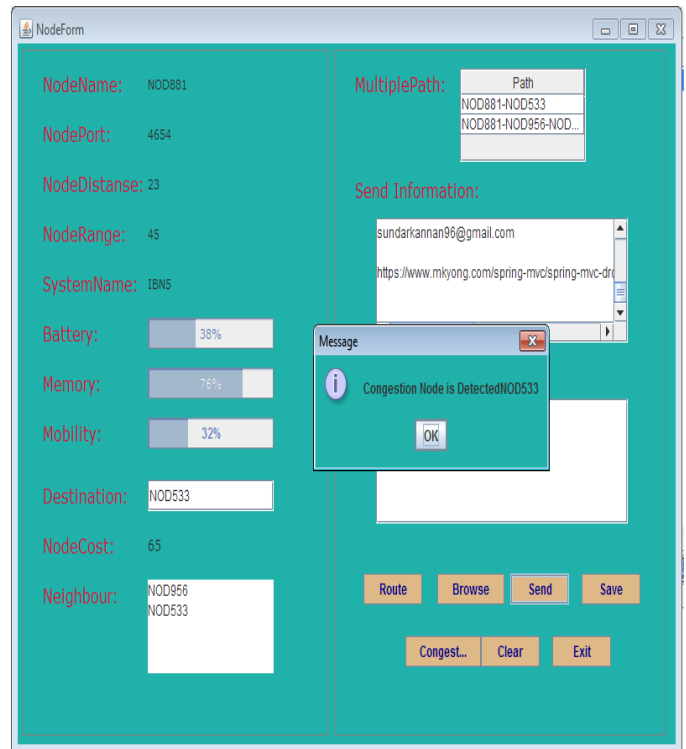 NodeForm
NodeName: NOD881
NodePort: 4654
NodeDistanse: 23
NodeRange: 45
SystemName: IBN5
Battery: 38%
Memory: 76%
Mobility: 32%
Destination: NOD533
NodeCost: 65
Neighbour: NOD956
NOD533
MultiplePath: Path
NOD881-NOD533
NOD881-NOD956-NOD...
Send Information:
sundarkannan96@gmail.com
https://www.mkyong.com/spring-mvc/spring-mvc-dro
Message
Congestion Node is DetectedNOD533
OK
Route Browse Send Save
Congest... Clear Exit